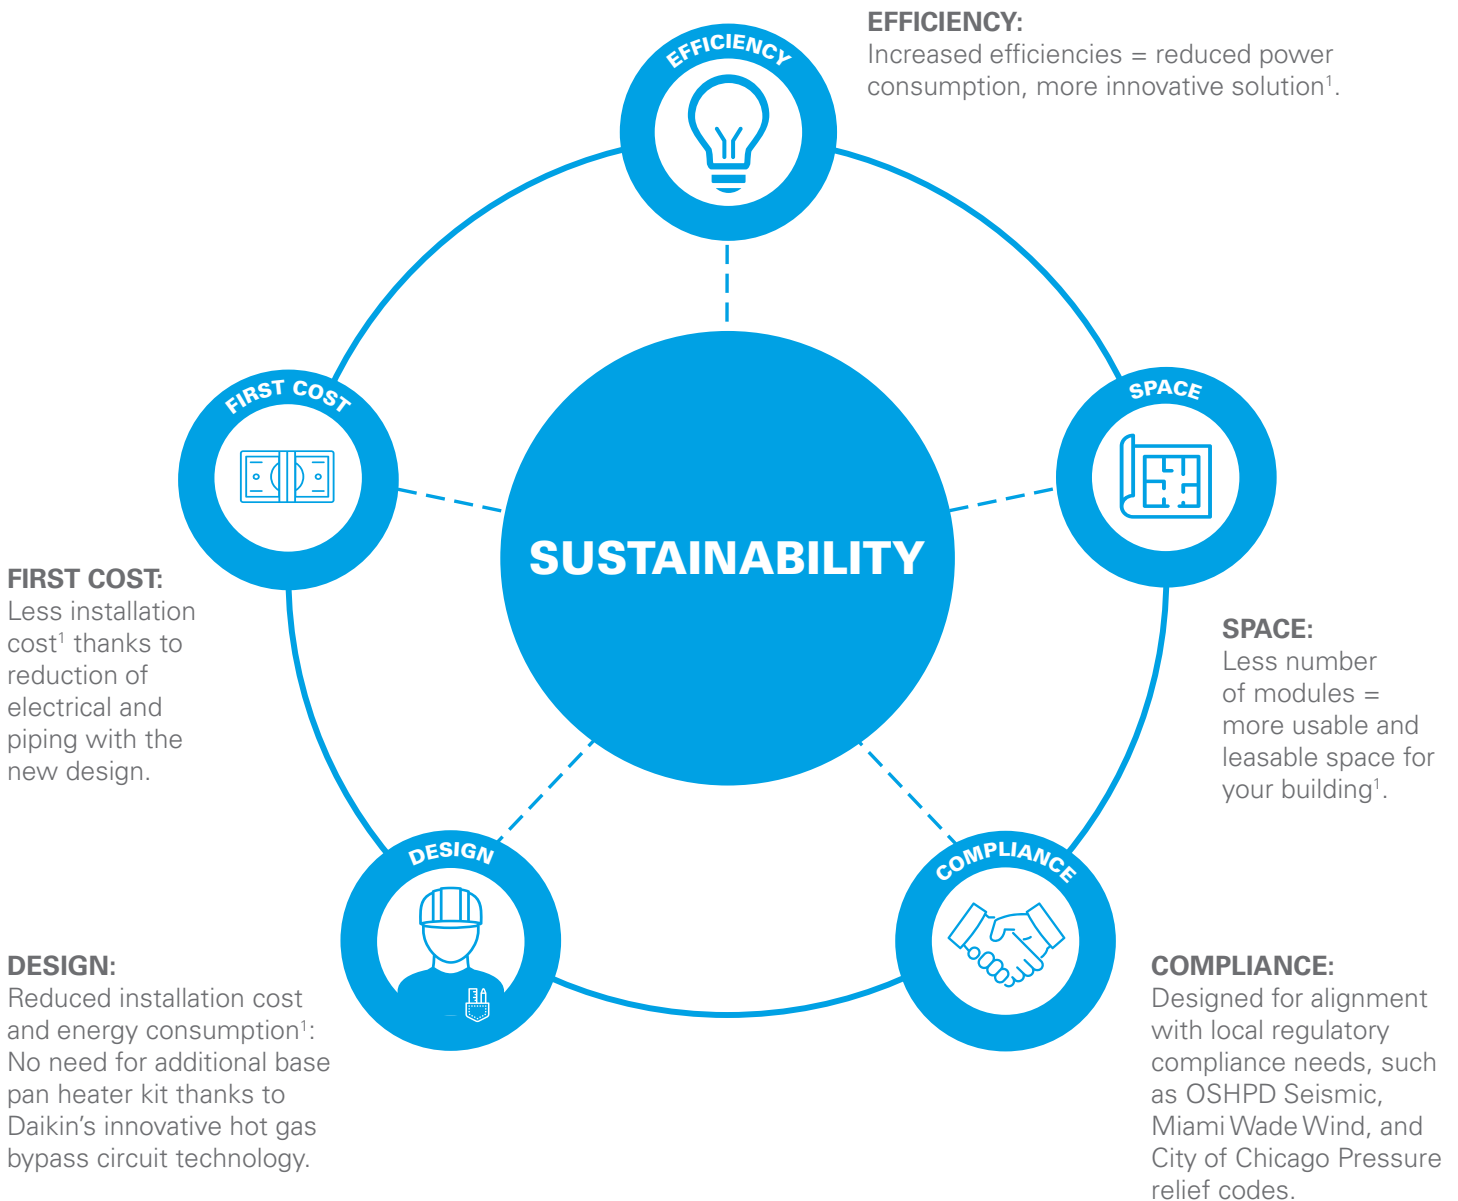 EFFICIENCY:
Increased efficiencies = reduced power
consumption, more innovative solution¹.
EFFICIENCY
FIRST COST
SPACE
SUSTAINABILITY
FIRST COST:
Less installation
cost¹ thanks to
reduction of
electrical and
piping with the
new design.
SPACE:
Less number
of modules =
more usable and
leasable space for
your building¹.
DESIGN
COMPLIANCE
DESIGN:
Reduced installation cost
and energy consumption¹:
No need for additional base
pan heater kit thanks to
Daikin's innovative hot gas
bypass circuit technology.
COMPLIANCE:
Designed for alignment
with local regulatory
compliance needs, such
as OSHPD Seismic,
Miami Wade Wind, and
City of Chicago Pressure
relief codes.